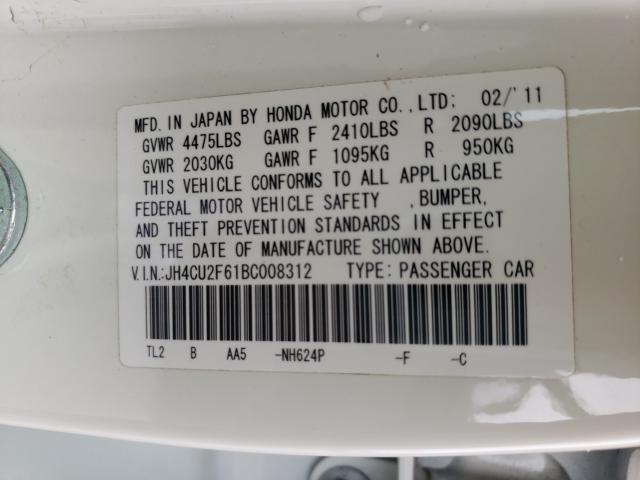 MFD. IN JAPAN BY HONDA MOTOR CO., LTD; 02/'11
GVWR 4475LBS GAWR F 2410LBS R 2090LBS
GVWR 2030KG GAWR F 1095KG R 950KG
THIS VEHICLE CONFORMS TO ALL APPLICABLE
FEDERAL MOTOR VEHICLE SAFETY , BUMPER,
AND THEFT PREVENTION STANDARDS IN EFFECT
ON THE DATE OF MANUFACTURE SHOWN ABOVE.
V.I.N.:JH4CU2F61BC008312 TYPE: PASSENGER CAR
TL2 B AA5 -NH624P -F -C